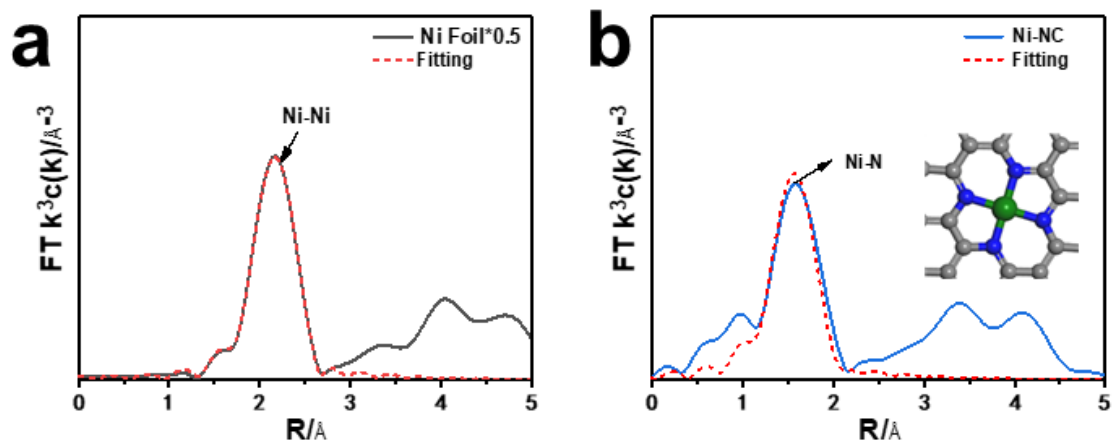 a
Ni Foil*0.5
Fitting
Ni-Ni
FT k³c(k)/Å⁻³
0 1 2 3 4 5
R/Å
b
Ni-NC
Fitting
Ni-N
FT k³c(k)/Å⁻³
0 1 2 3 4 5
R/Å